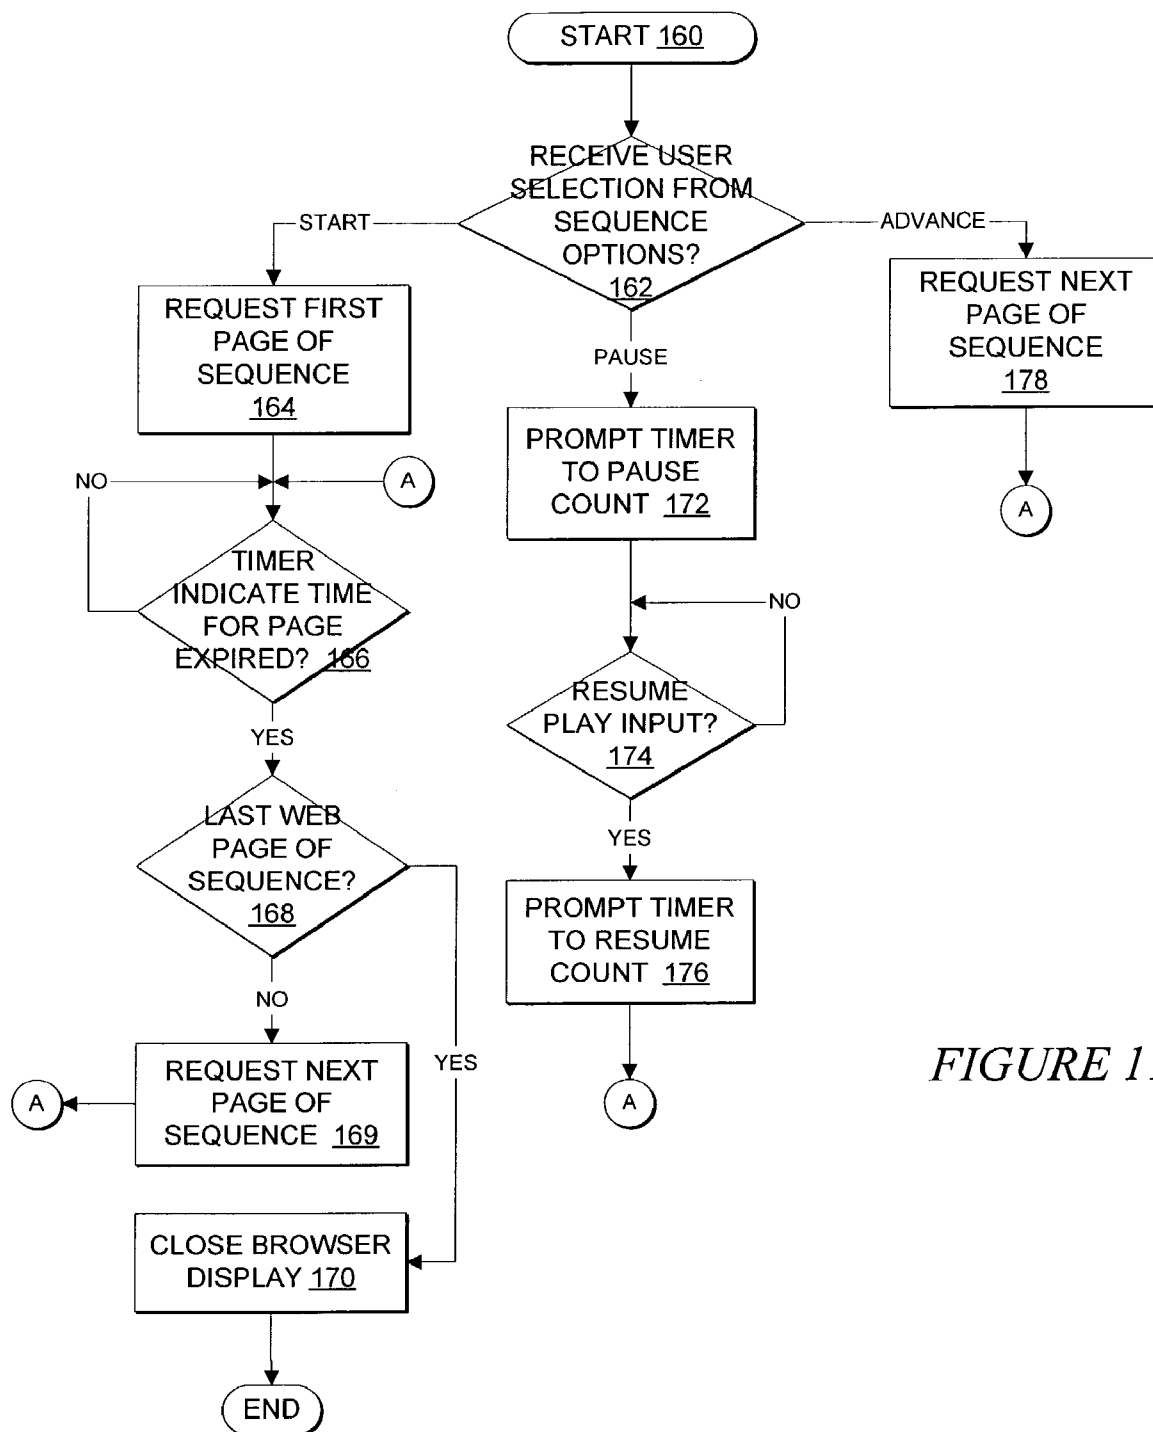 START 160
RECEIVE USER
SELECTION FROM
SEQUENCE
OPTIONS?
162
START
ADVANCE
PAUSE
REQUEST FIRST
PAGE OF
SEQUENCE
164
REQUEST NEXT
PAGE OF
SEQUENCE
178
A
NO
A
PROMPT TIMER
TO PAUSE
COUNT 172
TIMER
INDICATE TIME
FOR PAGE
EXPIRED? 166
YES
NO
RESUME
PLAY INPUT?
174
YES
LAST WEB
PAGE OF
SEQUENCE?
168
NO
YES
PROMPT TIMER
TO RESUME
COUNT 176
A
REQUEST NEXT
PAGE OF
SEQUENCE 169
A
CLOSE BROWSER
DISPLAY 170
END
FIGURE